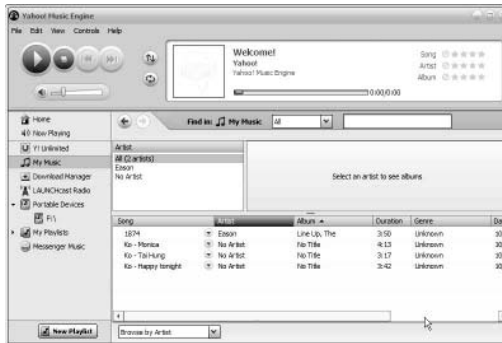 Yahoo! Music Engine
File Edit View Controls Help
Welcome!
Yahoo!
Yahoo! Music Engine
0:00/0:00
Song
Artist
Album
Home
Now Playing
Y! Unlimited
My Music
Download Manager
LAUNCHcast Radio
Portable Devices
F:\
My Playlists
Messenger Music
New Playlist
Find in: My Music All
Artist
All (2 artists)
Eason
No Artist
Select an artist to see albums
Song Artist Album Duration Genre Da
1874 Eason Line Up, The 3:50 Unknown 10
Ko - Monica No Artist No Title 4:13 Unknown 10
Ko - Tai Hung No Artist No Title 3:17 Unknown 10
Ko - Happy tonight No Artist No Title 3:42 Unknown 10
Browse by Artist